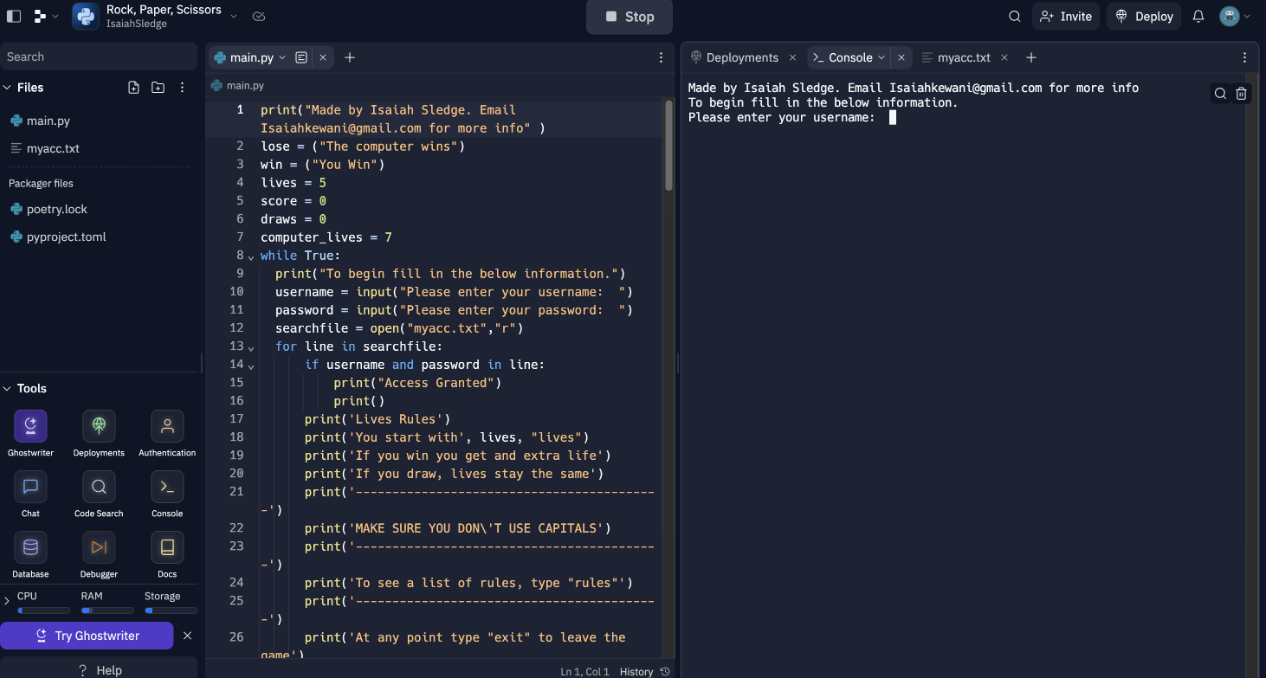 Rock, Paper, Scissors
IsaiahSledge
Stop
Invite
Deploy
Search
Files
main.py
myacc.txt
Packager files
poetry.lock
pyproject.toml
Tools
Ghostwriter Deployments Authentication
Chat Code Search Console
Database Debugger Docs
CPU RAM Storage
Try Ghostwriter
? Help
main.py
main.py
1 print("Made by Isaiah Sledge. Email
Isaiahkewani@gmail.com for more info" )
2 lose = ("The computer wins")
3 win = ("You Win")
4 lives = 5
5 score = 0
6 draws = 0
7 computer_lives = 7
8 while True:
9 print("To begin fill in the below information.")
10 username = input("Please enter your username:  ")
11 password = input("Please enter your password:  ")
12 searchfile = open("myacc.txt","r")
13 for line in searchfile:
14 if username and password in line:
15 print("Access Granted")
16 print()
17 print('Lives Rules')
18 print('You start with', lives, "lives")
19 print('If you win you get and extra life')
20 print('If you draw, lives stay the same')
21 print('-----------------------------------------
-')
22 print('MAKE SURE YOU DON\'T USE CAPITALS')
23 print('-----------------------------------------
-')
24 print('To see a list of rules, type "rules"')
25 print('-----------------------------------------
-')
26 print('At any point type "exit" to leave the
game')
Ln 1, Col 1 History
Deployments Console myacc.txt
Made by Isaiah Sledge. Email Isaiahkewani@gmail.com for more info
To begin fill in the below information.
Please enter your username: